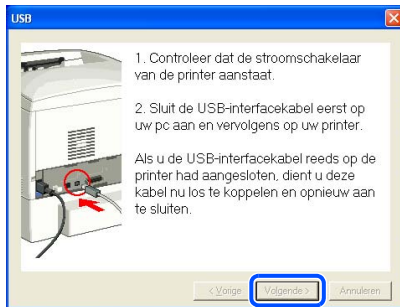 USB
1. Controleer dat de stroomschakelaar
van de printer aanstaat.
2. Sluit de USB-interfacekabel eerst op
uw pc aan en vervolgens op uw printer.
Als u de USB-interfacekabel reeds op de
printer had aangesloten, dient u deze
kabel nu los te koppelen en opnieuw aan
te sluiten.
< Vorige Volgende > Annuleren